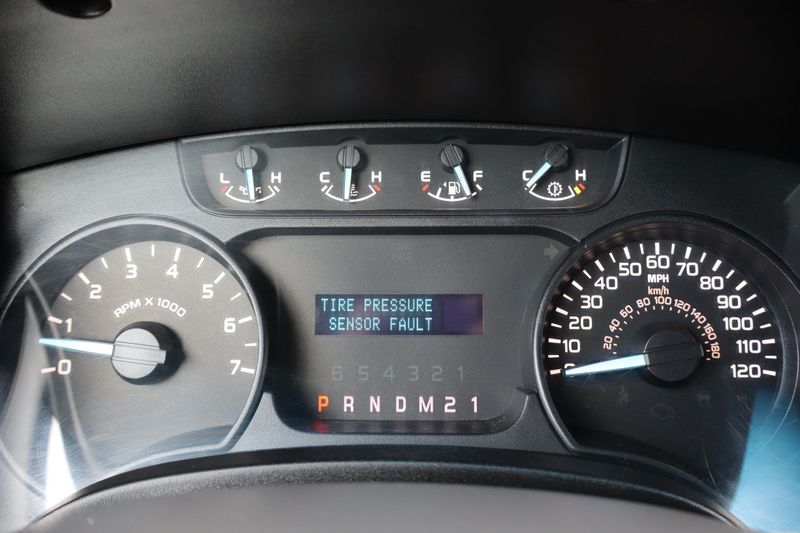 L H
C H
E F
C H
0 1 2 3 4 5 6 7
RPM X 1000
TIRE PRESSURE
SENSOR FAULT
6 5 4 3 2 1
P R N D M 2 1
0 10 20 30 40 50 60 70 80 90 100 110 120
MPH
km/h
20 40 60 80 100 120 140 160 180